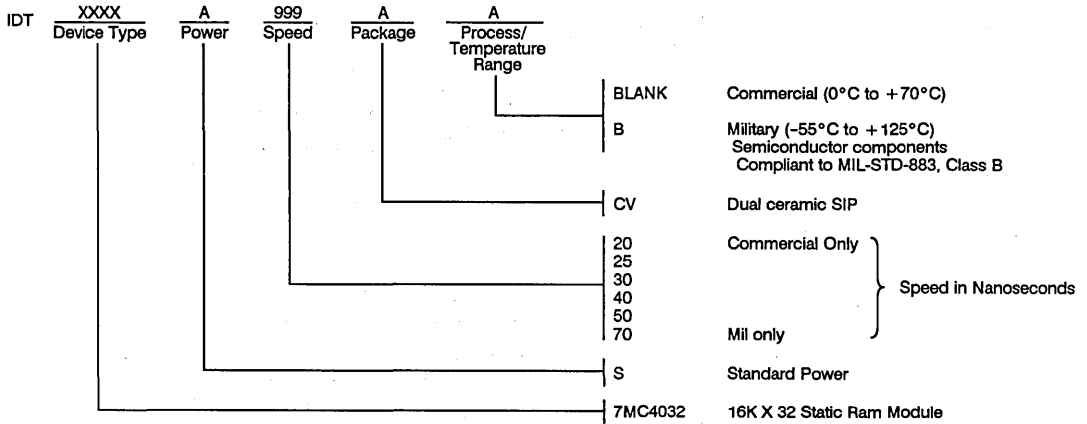 IDT XXXX A 999 A A
Device Type Power Speed Package Process/
Temperature
Range
BLANK Commercial (0°C to +70°C)
B Military (–55°C to +125°C)
Semiconductor components
Compliant to MIL-STD-883, Class B
CV Dual ceramic SIP
20 Commercial Only
25
30 Speed in Nanoseconds
40
50
70 Mil only
S Standard Power
7MC4032 16K X 32 Static Ram Module